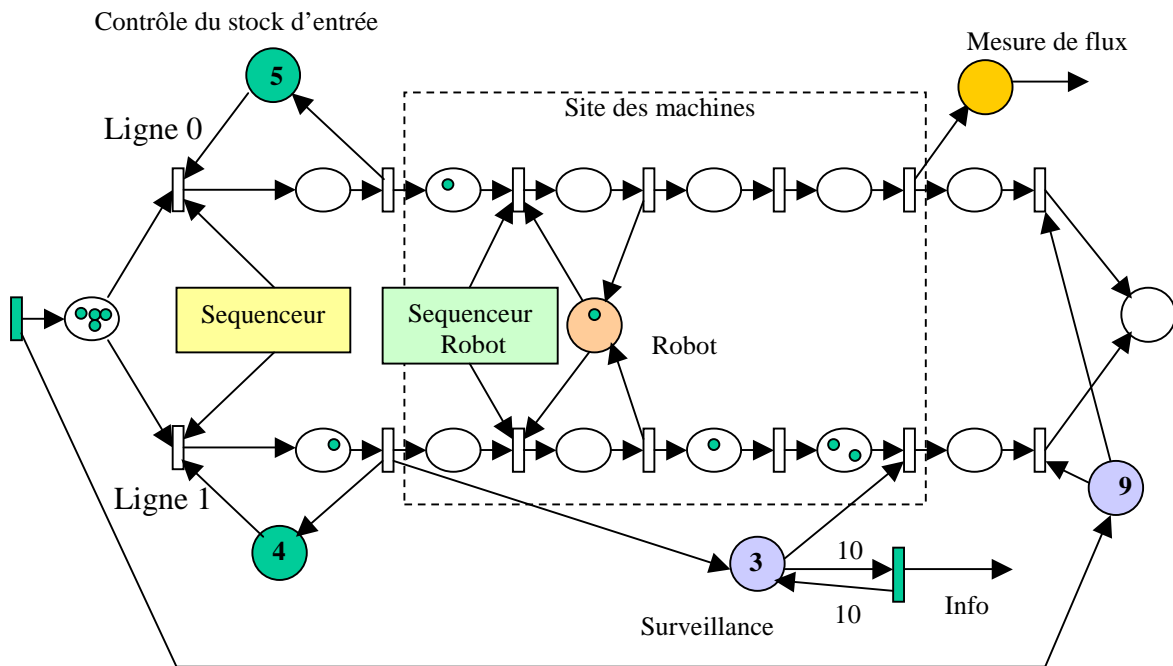 Contrôle du stock d'entrée
Mesure de flux
5
Site des machines
Ligne 0
Sequenceur
Sequenceur
Robot
Robot
Ligne 1
9
4
3
10
10
Info
Surveillance